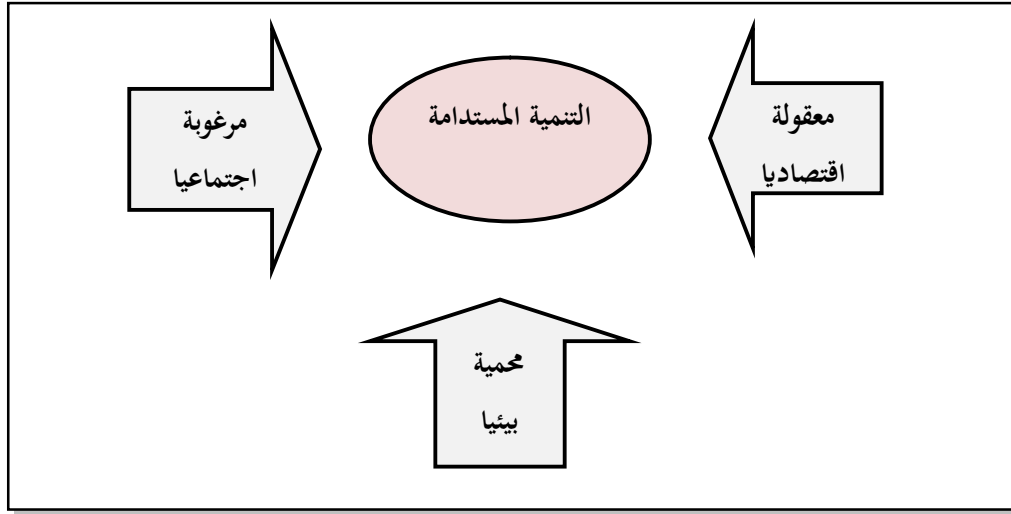 التنمية المستدامة
معقولة
اقتصاديا
مرغوبة
اجتماعيا
محمية
بيئيا